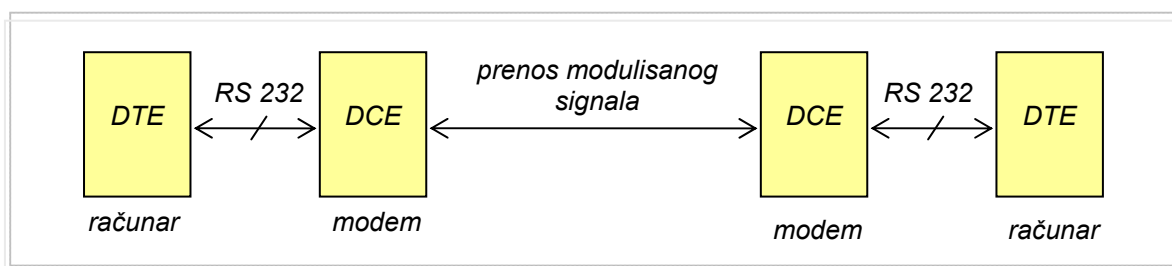 prenos modulisanog
signala
RS 232
RS 232
DTE
DCE
DCE
DTE
računar
modem
modem
računar